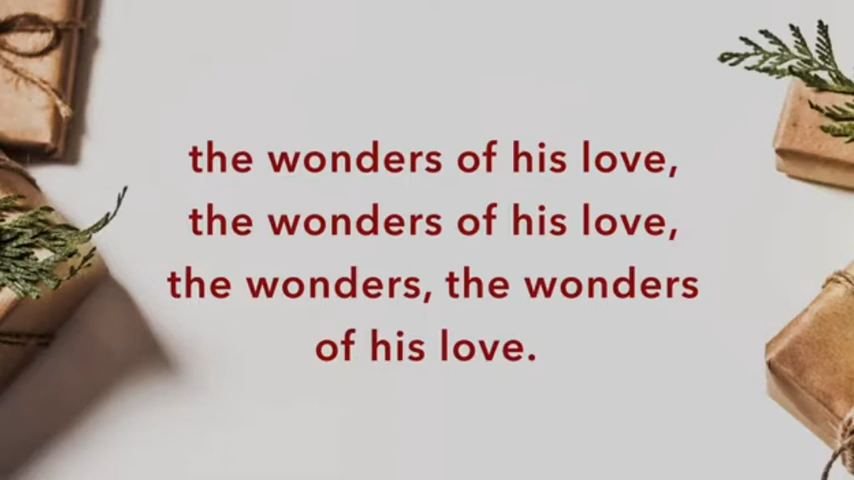 the wonders of his love,
the wonders of his love,
the wonders, the wonders
of his love.